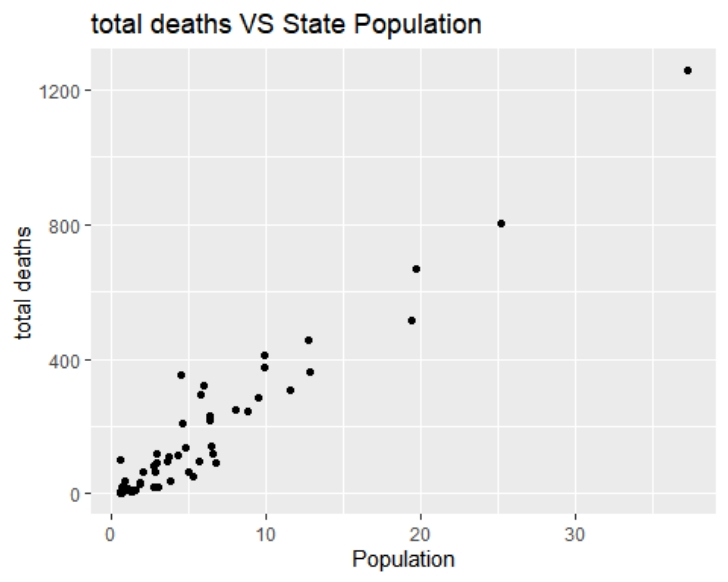 total deaths VS State Population
1200
800
400
0
total deaths
0 10 20 30
Population